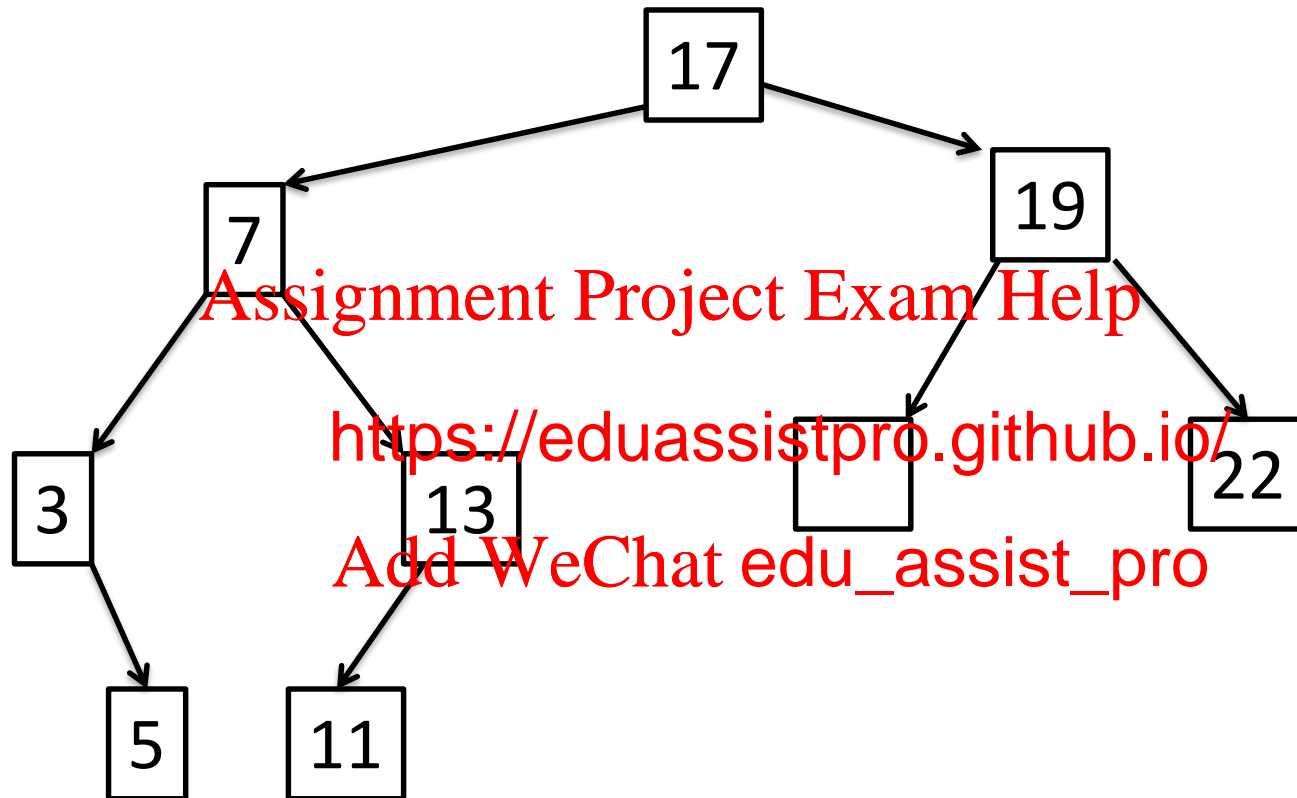 17
19
7
Assignment Project Exam Help
https://eduassistpro.github.io/
22
3
13
Add WeChat edu_assist_pro
5
11